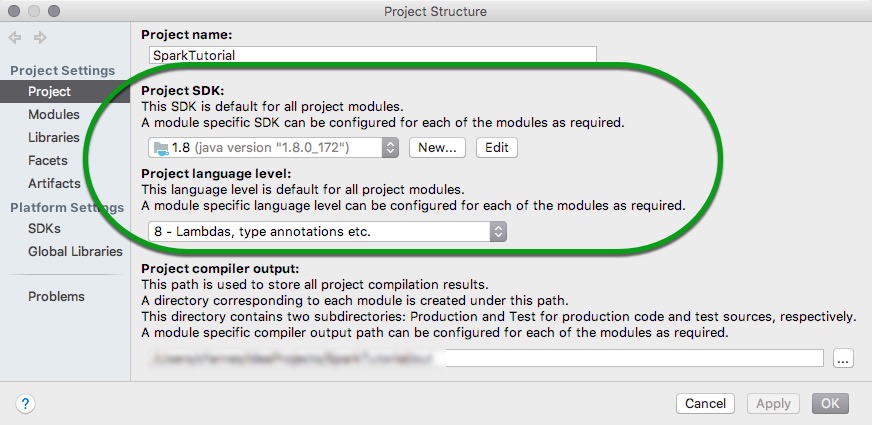 Project Structure
Project name:
SparkTutorial
Project Settings
Project
Modules
Libraries
Facets
Artifacts
Platform Settings
SDKs
Global Libraries
Problems
Project SDK:
This SDK is default for all project modules.
A module specific SDK can be configured for each of the modules as required.
1.8 (java version "1.8.0_172") New... Edit
Project language level:
This language level is default for all project modules.
A module specific language level can be configured for each of the modules as required.
8 - Lambdas, type annotations etc.
Project compiler output:
This path is used to store all project compilation results.
A directory corresponding to each module is created under this path.
This directory contains two subdirectories: Production and Test for production code and test sources, respectively.
A module specific compiler output path can be configured for each of the modules as required.
...
? Cancel Apply OK